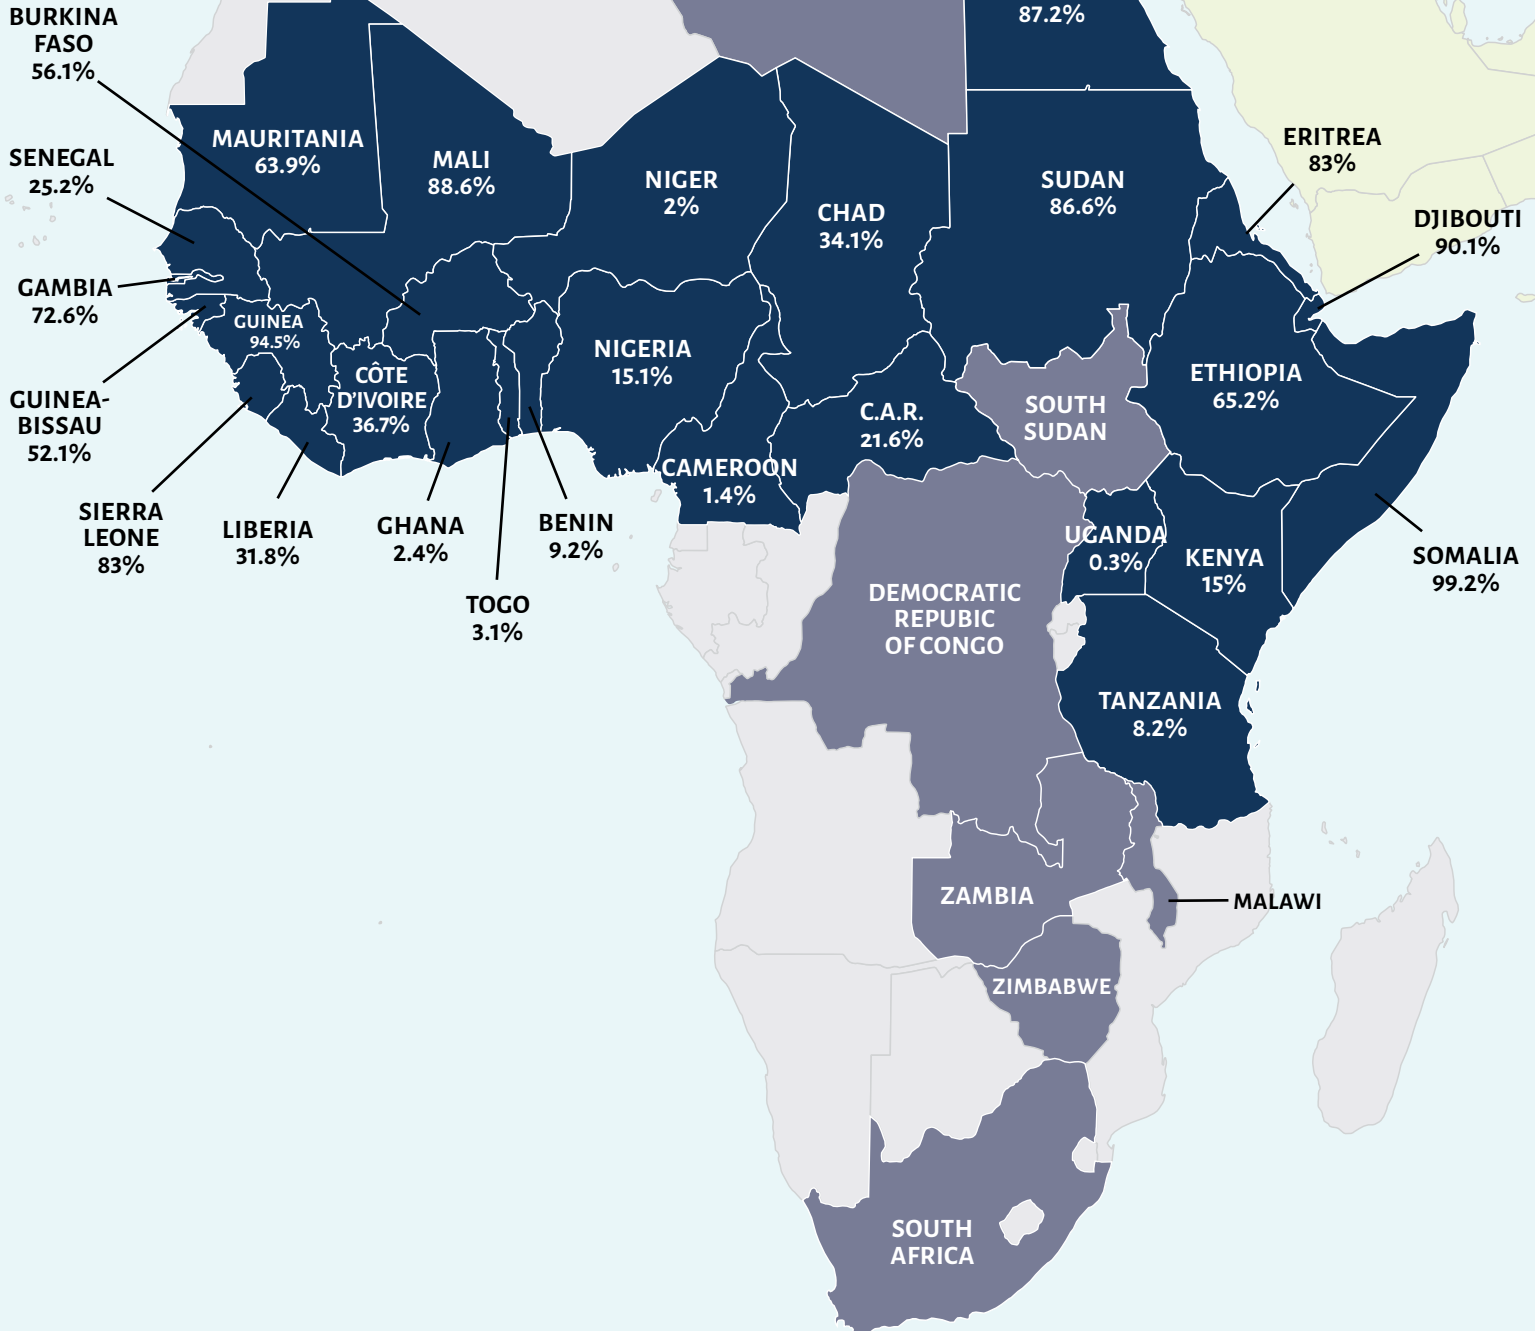 BURKINA
FASO
56.1%
87.2%
MAURITANIA
63.9%
MALI
88.6%
NIGER
2%
CHAD
34.1%
SUDAN
86.6%
ERITREA
83%
DJIBOUTI
90.1%
SENEGAL
25.2%
GAMBIA
72.6%
GUINEA
94.5%
GUINEA-
BISSAU
52.1%
CÔTE
D'IVOIRE
36.7%
NIGERIA
15.1%
C.A.R.
21.6%
SOUTH
SUDAN
ETHIOPIA
65.2%
CAMEROON
1.4%
SIERRA
LEONE
83%
LIBERIA
31.8%
GHANA
2.4%
TOGO
3.1%
BENIN
9.2%
UGANDA
0.3%
KENYA
15%
SOMALIA
99.2%
DEMOCRATIC
REPUBIC
OF CONGO
TANZANIA
8.2%
ZAMBIA
MALAWI
ZIMBABWE
SOUTH
AFRICA